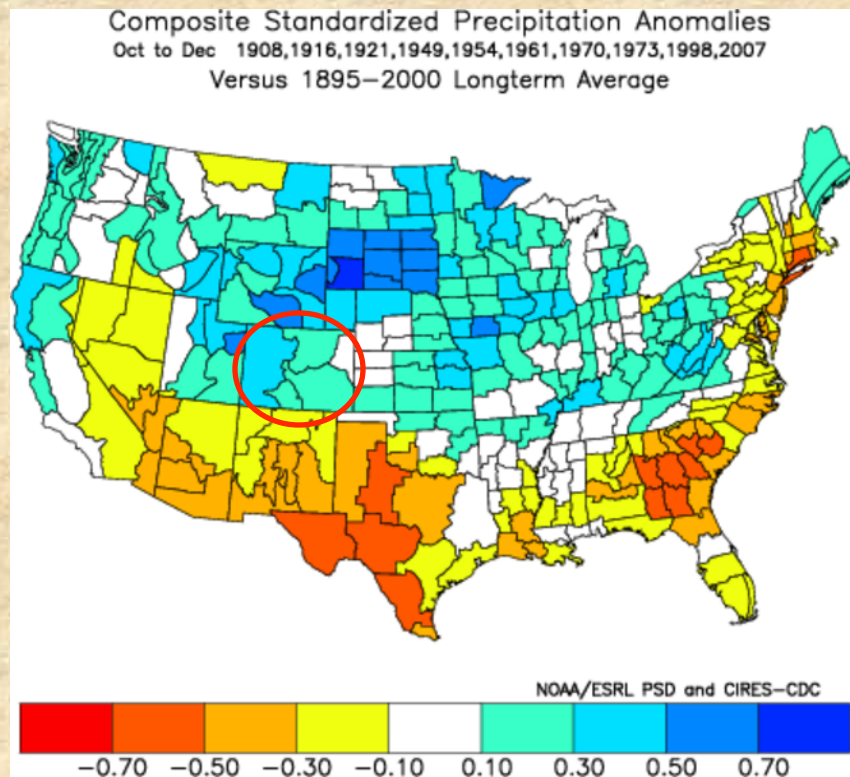 Composite Standardized Precipitation Anomalies
Oct to Dec 1908,1916,1921,1949,1954,1961,1970,1973,1998,2007
Versus 1895-2000 Longterm Average
NOAA/ESRL PSD and CIRES-CDC
-0.70 -0.50 -0.30 -0.10 0.10 0.30 0.50 0.70